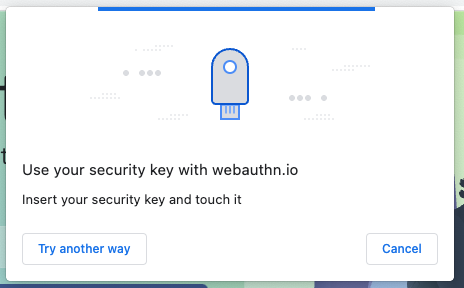 Use your security key with webauthn.io
Insert your security key and touch it
Try another way
Cancel